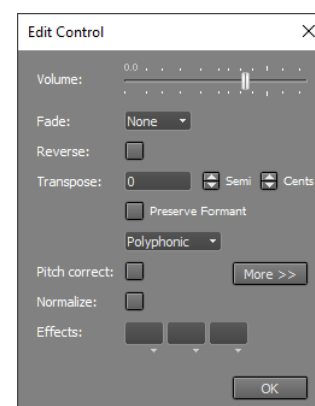 Edit Control
0.0
Volume:
Fade: None
Reverse:
Transpose: 0 Semi Cents
Preserve Formant
Polyphonic
Pitch correct: More >>
Normalize:
Effects:
OK